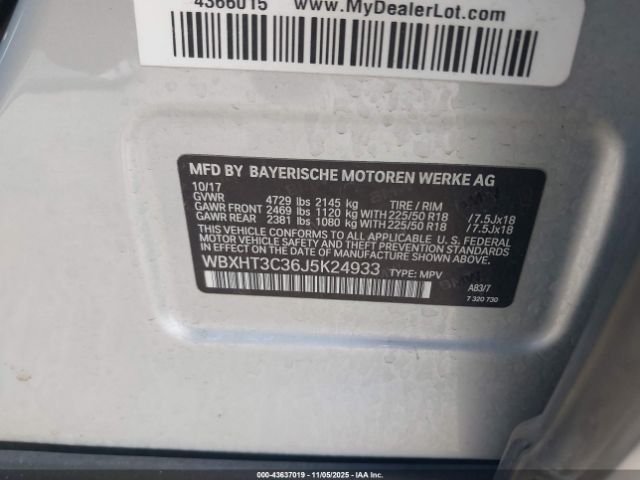 4366015 www.MyDealerLot.com
MFD BY BAYERISCHE MOTOREN WERKE AG
10/17
GVWR 4729 lbs 2145 kg TIRE / RIM
GAWR FRONT 2469 lbs 1120 kg WITH 225/50 R18 /7.5Jx18
GAWR REAR 2381 lbs 1080 kg WITH 225/50 R18 /7.5Jx18
THIS VEHICLE CONFORMS TO ALL APPLICABLE U.S. FEDERAL
MOTOR VEHICLE SAFETY, BUMPER, AND THEFT PREVENTION
STANDARDS IN EFFECT ON THE DATE OF MANUFACTURE SHOWN ABOVE.
WBXHT3C36J5K24933 TYPE: MPV
A83/7
7 320 730
000-43637019 - 11/05/2025 - IAA, Inc.